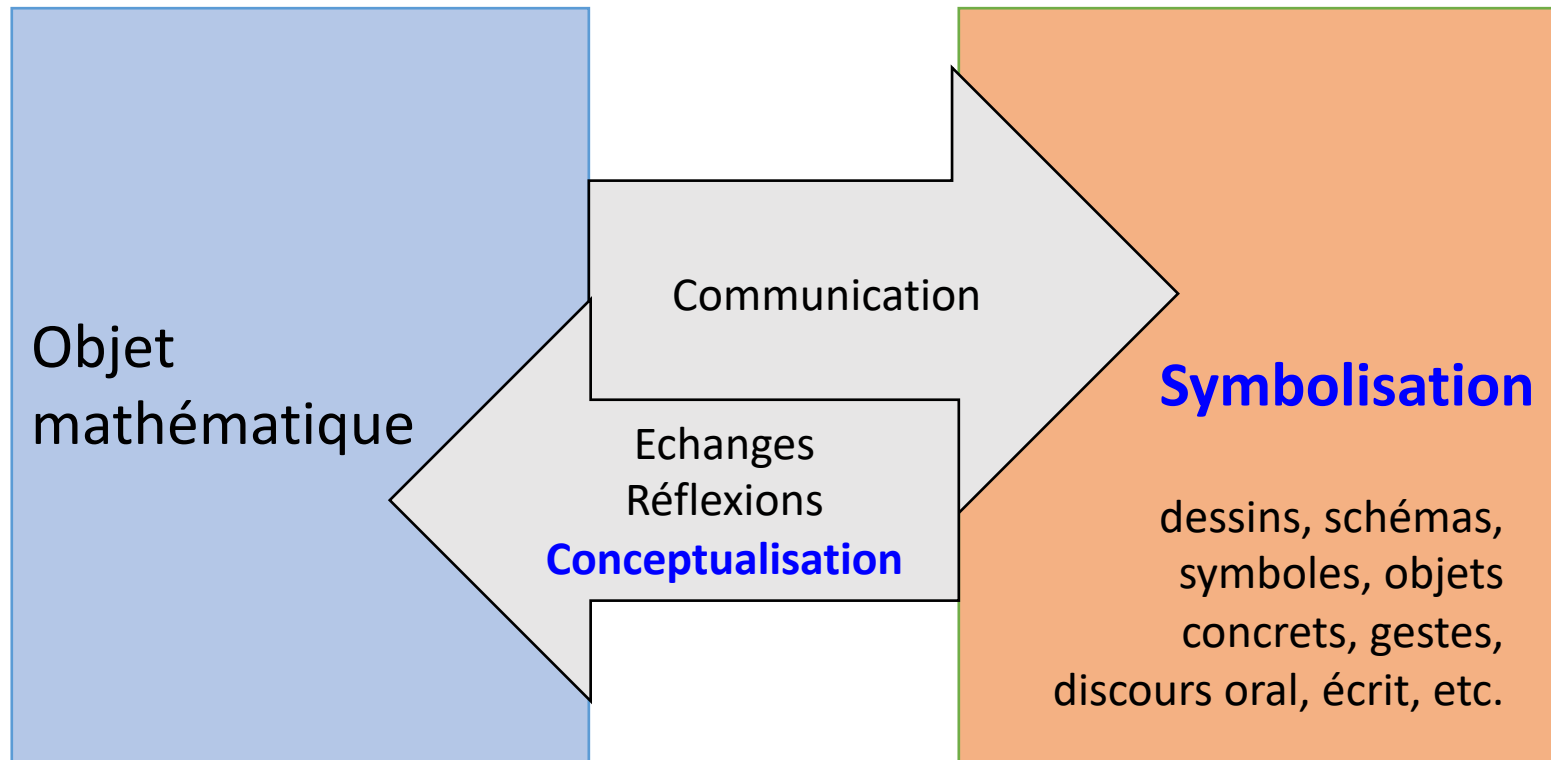 Objet
mathématique
Communication
Echanges
Réflexions
Conceptualisation
Symbolisation
dessins, schémas,
symboles, objets
concrets, gestes,
discours oral, écrit, etc.